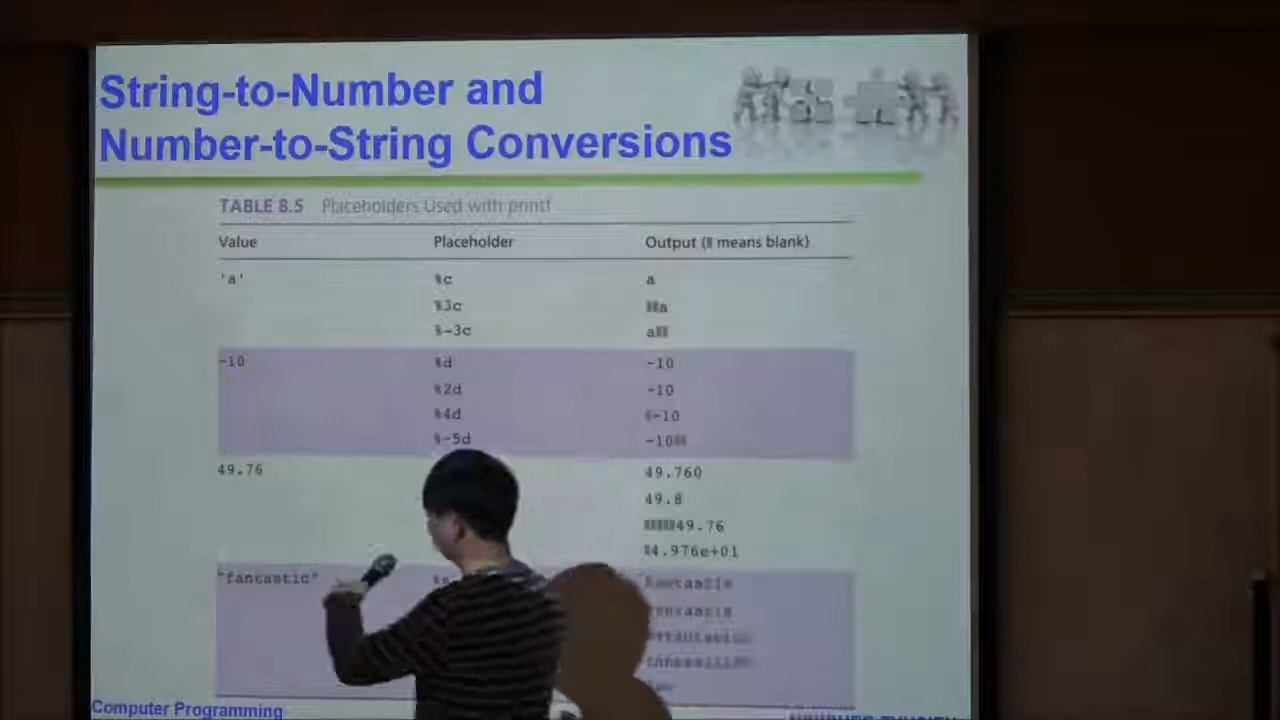 String-to-Number and
Number-to-String Conversions
TABLE 8.5 Placeholders Used with printf
Value Placeholder Output (▒ means blank)
'a' %c a
%3c ▒▒a
%-3c a▒▒
-10 %d -10
%2d -10
%4d ▒-10
%-5d -10▒▒
49.76 49.760
49.8
▒▒▒▒▒49.76
▒4.976e+01
"fantastic"
Computer Programming